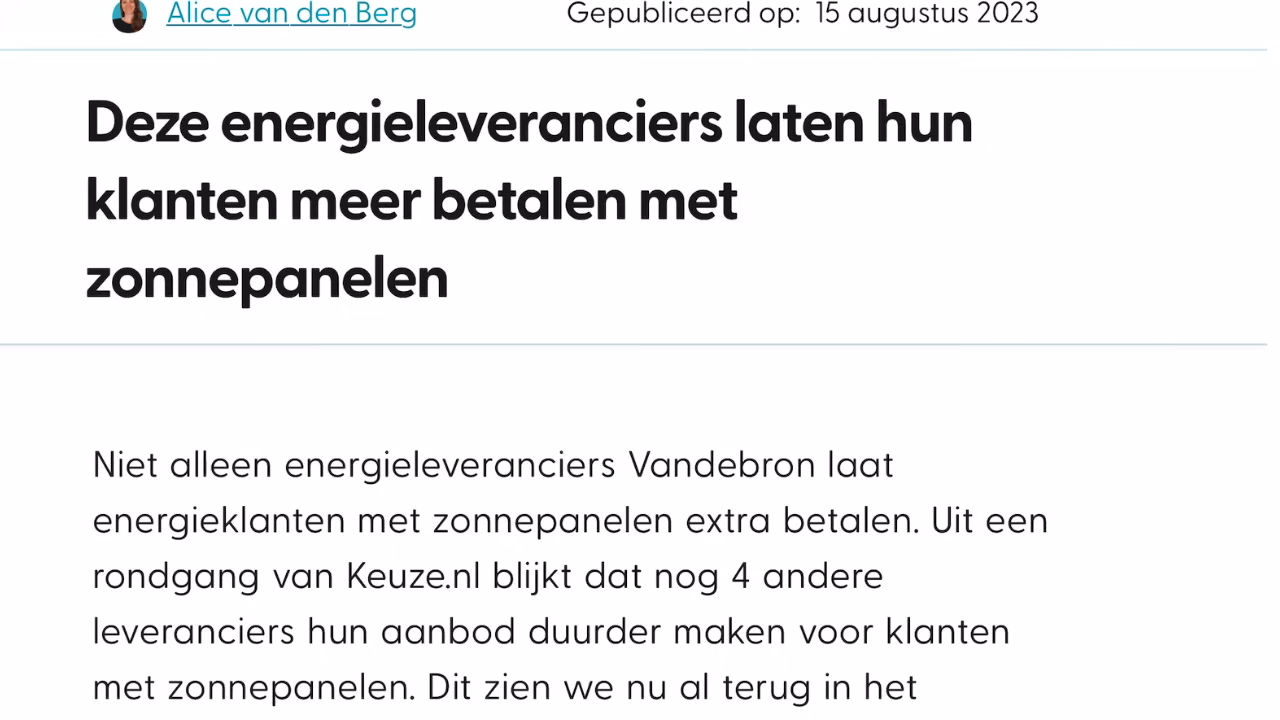 Alice van den Berg Gepubliceerd op: 15 augustus 2023
Deze energieleveranciers laten hun
klanten meer betalen met
zonnepanelen
Niet alleen energieleveranciers Vandebron laat
energieklanten met zonnepanelen extra betalen. Uit een
rondgang van Keuze.nl blijkt dat nog 4 andere
leveranciers hun aanbod duurder maken voor klanten
met zonnepanelen. Dit zien we nu al terug in het